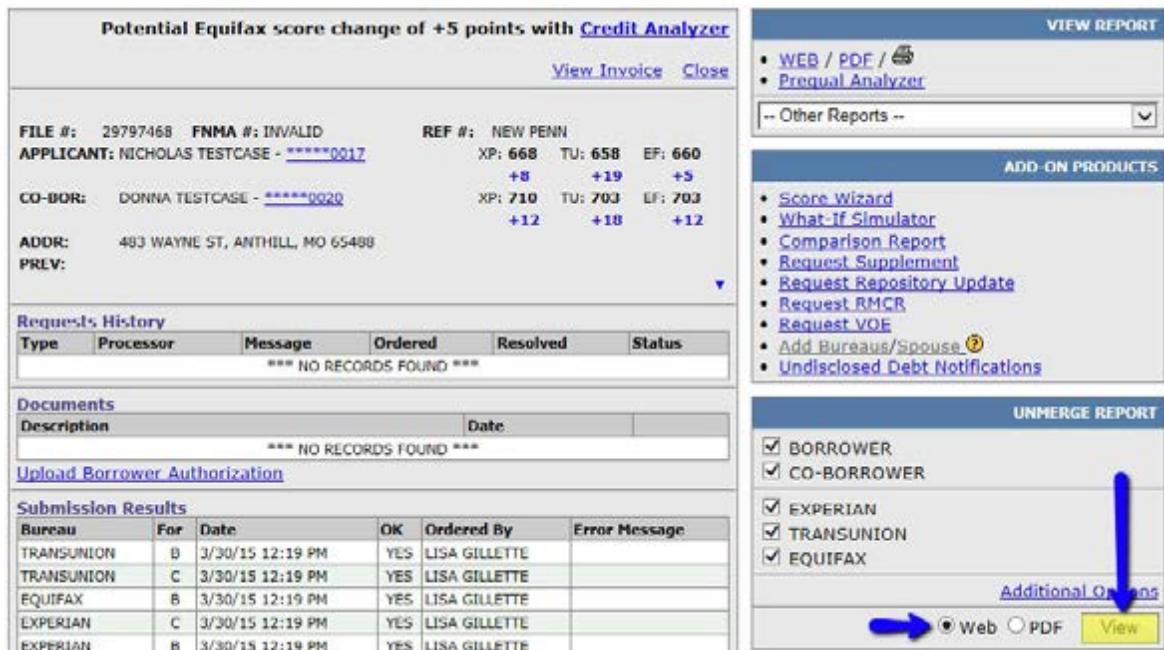 Potential Equifax score change of +5 points with Credit Analyzer
View Invoice Close
FILE #: 29797468 FNMA #: INVALID REF #: NEW PENN
APPLICANT: NICHOLAS TESTCASE - *****0017 XP: 668 TU: 658 EF: 660
+8 +19 +5
CO-BOR: DONNA TESTCASE - *****0020 XP: 710 TU: 703 EF: 703
+12 +18 +12
ADDR: 483 WAYNE ST, ANTHILL, MO 65488
PREV:
Requests History
Type Processor Message Ordered Resolved Status
*** NO RECORDS FOUND ***
Documents
Description Date
*** NO RECORDS FOUND ***
Upload Borrower Authorization
Submission Results
Bureau For Date OK Ordered By Error Message
TRANSUNION B 3/30/15 12:19 PM YES LISA GILLETTE
TRANSUNION C 3/30/15 12:19 PM YES LISA GILLETTE
EQUIFAX B 3/30/15 12:19 PM YES LISA GILLETTE
EXPERIAN C 3/30/15 12:19 PM YES LISA GILLETTE
EXPERIAN B 3/30/15 12:19 PM YES LISA GILLETTE
VIEW REPORT
WEB / PDF /
Prequal Analyzer
-- Other Reports --
ADD-ON PRODUCTS
Score Wizard
What-If Simulator
Comparison Report
Request Supplement
Request Repository Update
Request RMCR
Request VOE
Add Bureaus/Spouse ?
Undisclosed Debt Notifications
UNMERGE REPORT
BORROWER
CO-BORROWER
EXPERIAN
TRANSUNION
EQUIFAX
Additional
Web PDF View